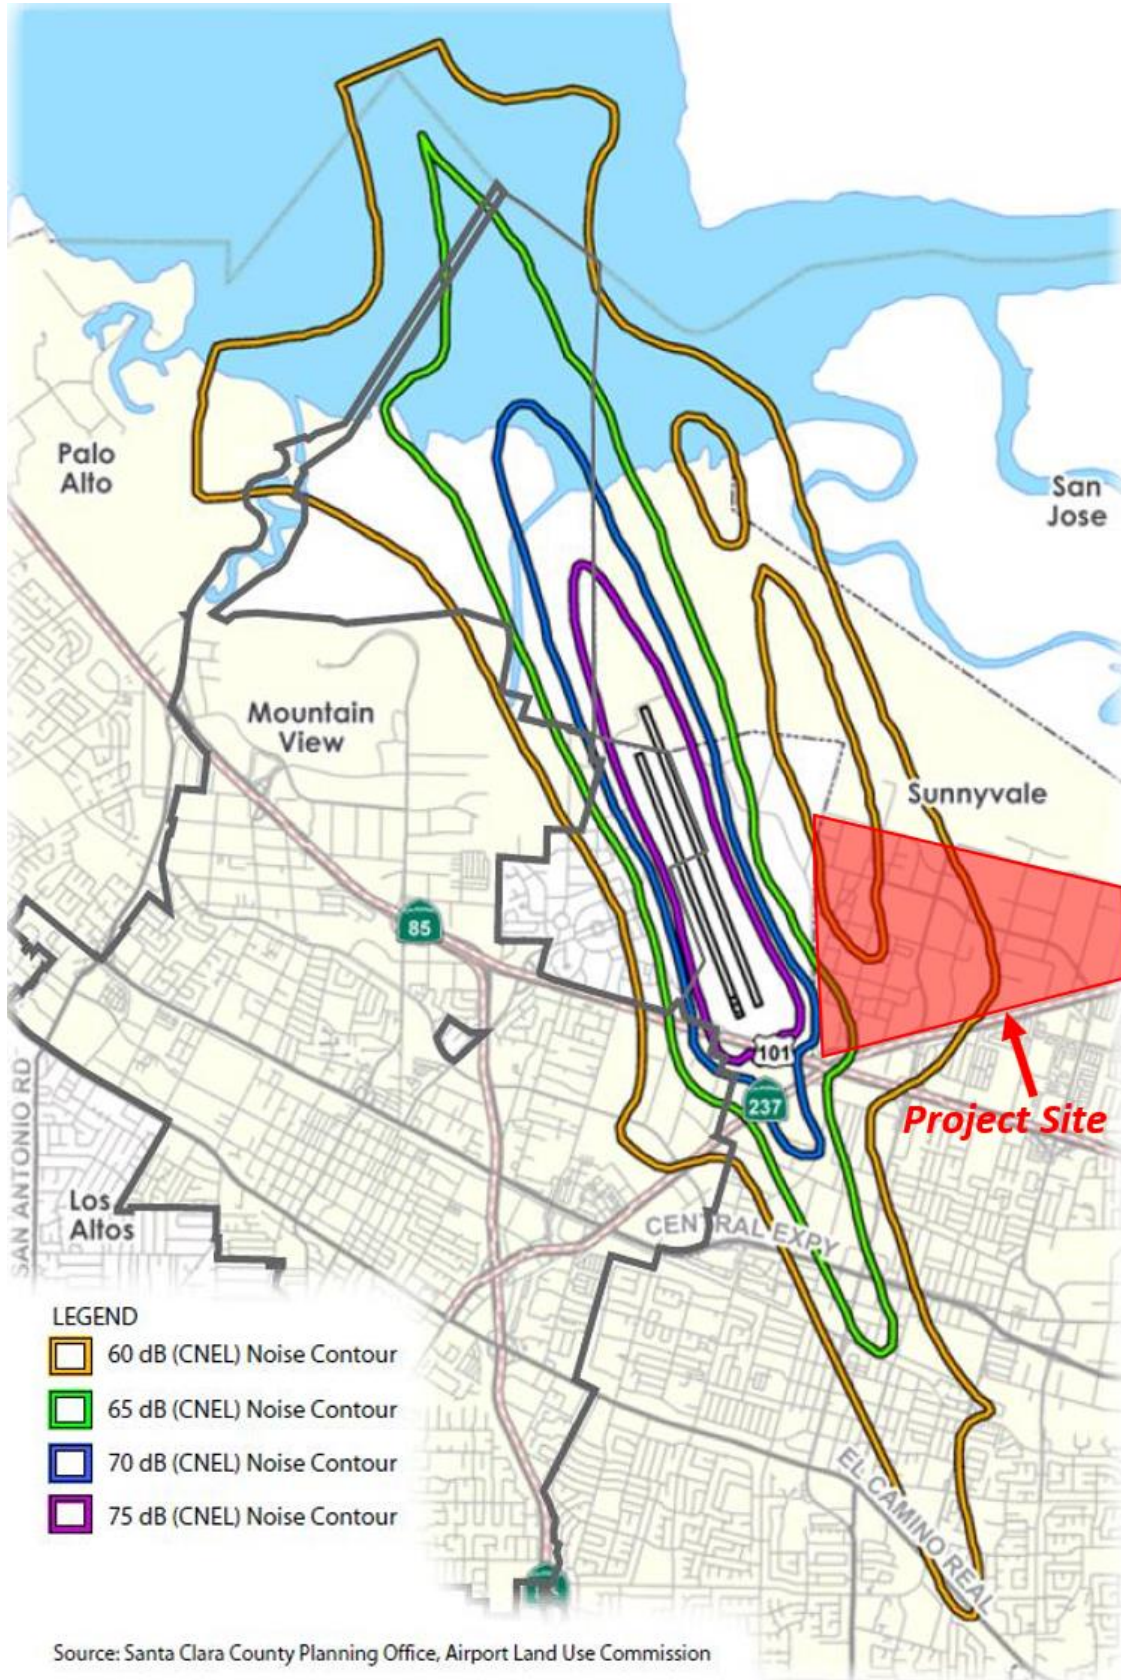 Palo
Alto
San
Jose
Mountain
View
Sunnyvale
85
101
237
Project Site
SAN ANTONIO RD
Los
Altos
CENTRAL EXPY
EL CAMINO REAL
LEGEND
60 dB (CNEL) Noise Contour
65 dB (CNEL) Noise Contour
70 dB (CNEL) Noise Contour
75 dB (CNEL) Noise Contour
Source: Santa Clara County Planning Office, Airport Land Use Commission